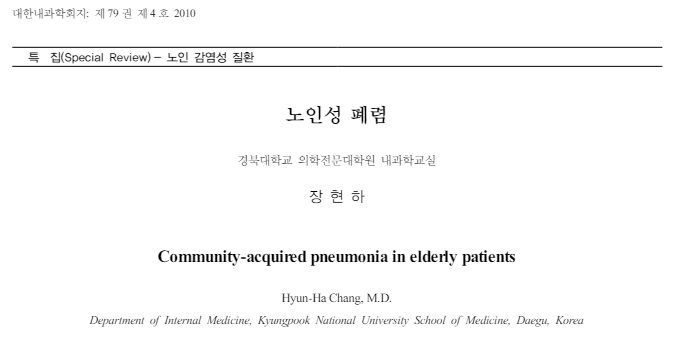 대한내과학회지: 제 79 권 제 4 호 2010
특 집(Special Review) – 노인 감염성 질환
노인성 폐렴
경북대학교 의학전문대학원 내과학교실
장 현 하
Community-acquired pneumonia in elderly patients
Hyun-Ha Chang, M.D.
Department of Internal Medicine, Kyungpook National University School of Medicine, Daegu, Korea